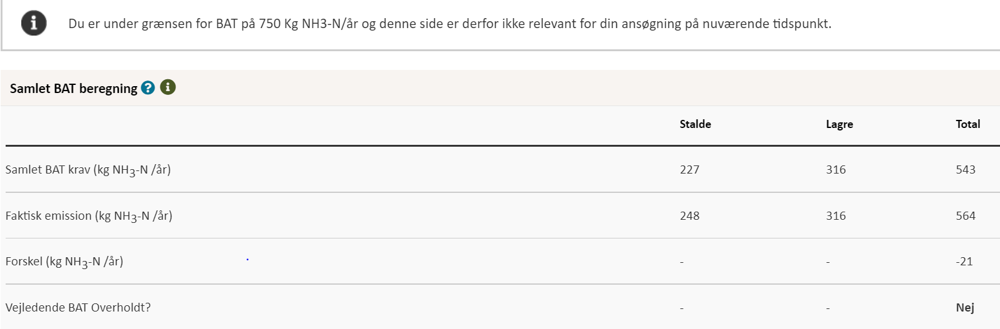 Du er under grænsen for BAT på 750 Kg NH3-N/år og denne side er derfor ikke relevant for din ansøgning på nuværende tidspunkt.
Samlet BAT beregning
Stalde Lagre Total
Samlet BAT krav (kg NH3-N /år) 227 316 543
Faktisk emission (kg NH3-N /år) 248 316 564
Forskel (kg NH3-N /år) - - -21
Vejledende BAT Overholdt? - - Nej